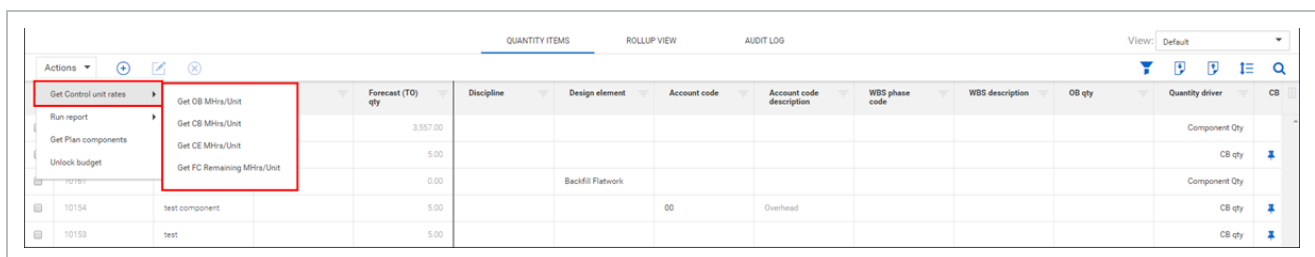 QUANTITY ITEMS ROLLUP VIEW AUDIT LOG View: Default
Actions
Get Control unit rates
Run report
Get Plan components
Unlock budget
Get OB MHrs/Unit
Get CB MHrs/Unit
Get CE MHrs/Unit
Get FC Remaining MHrs/Unit
Forecast (TO) qty
Discipline
Design element
Account code
Account code description
WBS phase code
WBS description
OB qty
Quantity driver
CB
3,557.00 Component Qty
5.00 CB qty
10161 0.00 Backfill Flatwork Component Qty
10154 test component 5.00 00 Overhead CB qty
10153 test 5.00 CB qty